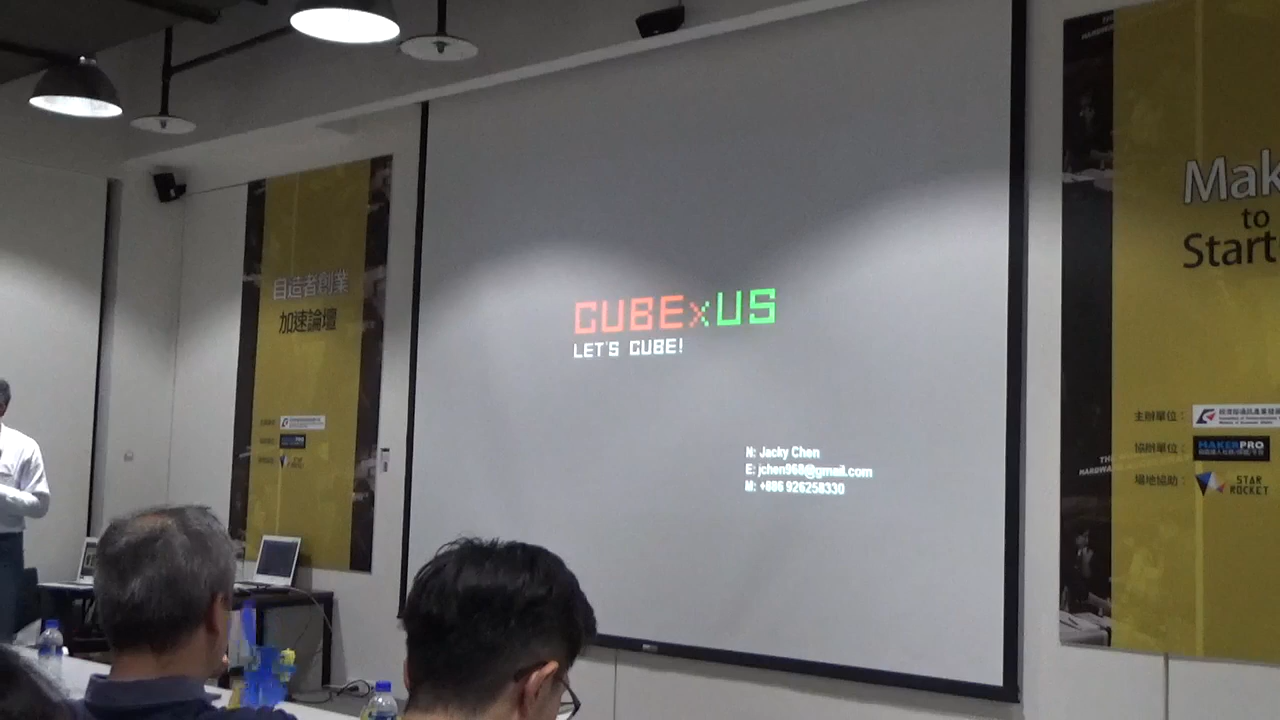 自造者創業
加速論壇
CUBExUS
LET'S CUBE!
N: Jacky Chen
E: jchen968@gmail.com
M: +886 926258330
Mak
to
Start
主辦單位：
協辦單位：
MAKERPRO
場地協助：
STAR
ROCKET